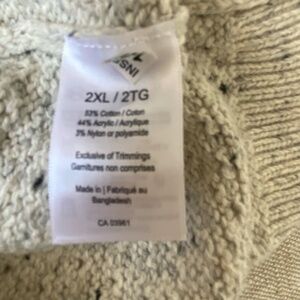 2XL / 2TG
53% Cotton / Coton
44% Acrylic / Acrylique
3% Nylon or polyamide
Exclusive of Trimmings
Garnitures non comprises
Made in | Fabriqué au
Bangladesh
CA 03961